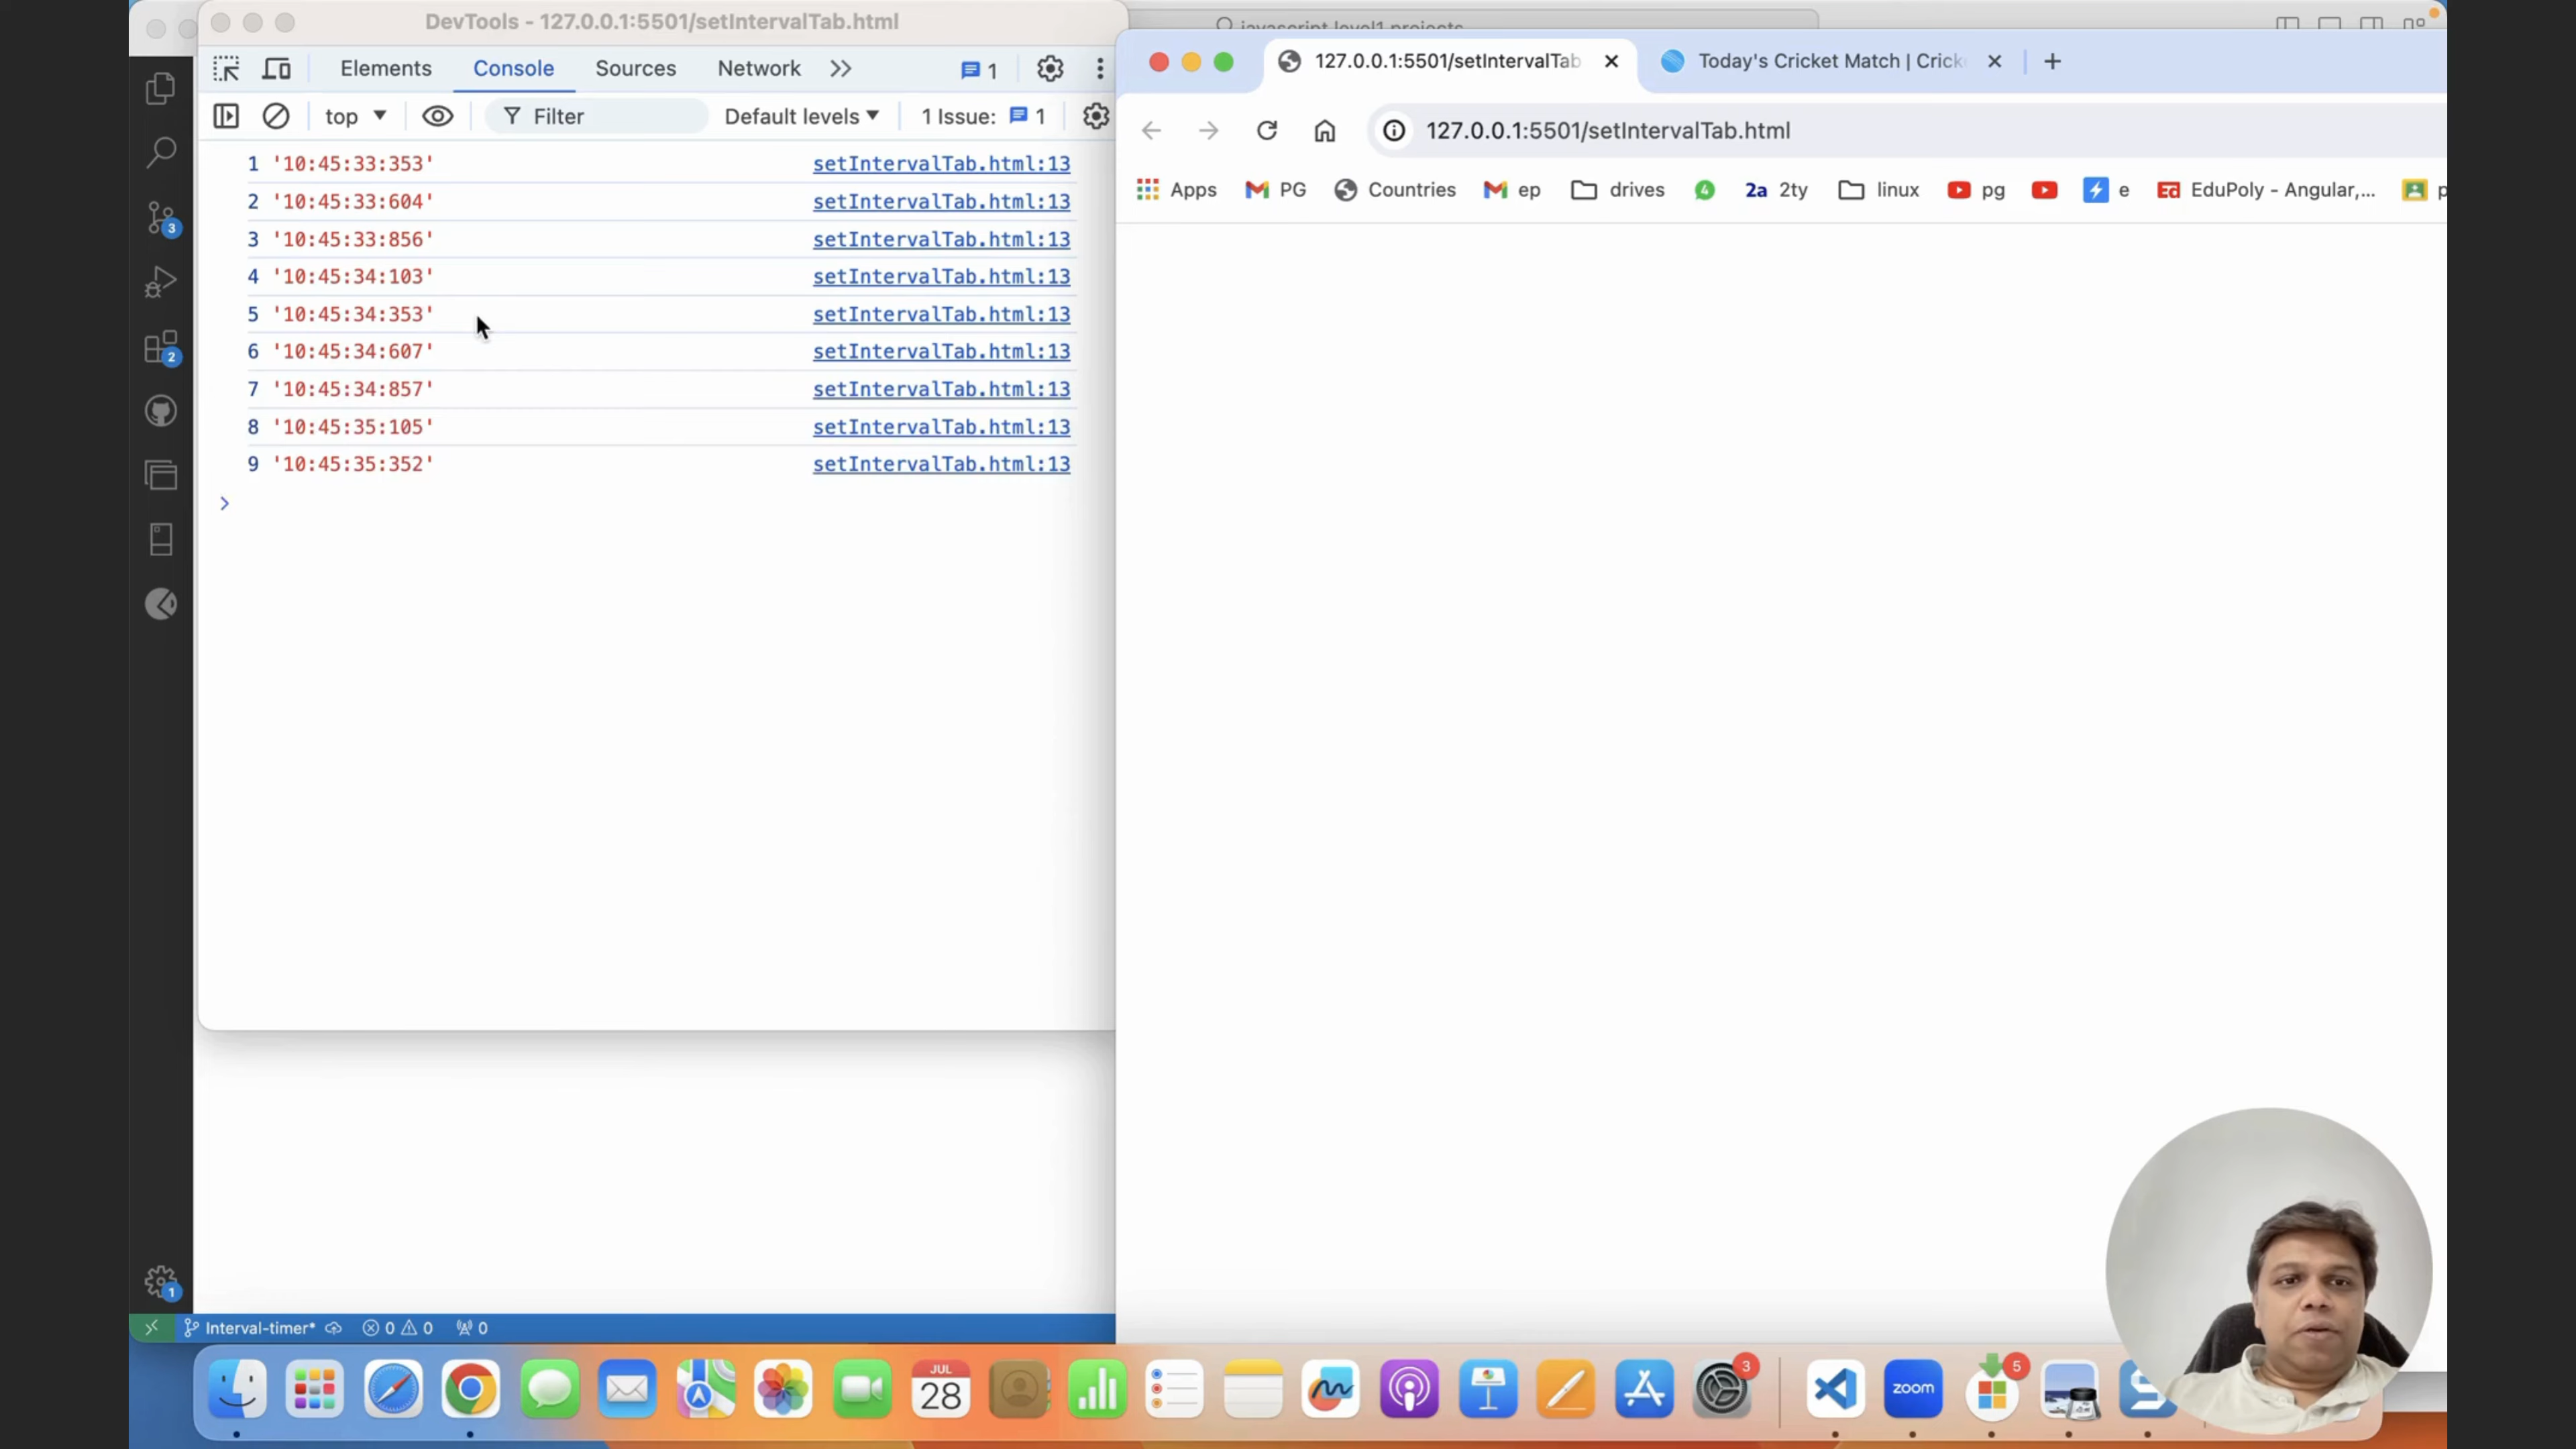 DevTools - 127.0.0.1:5501/setIntervalTab.html
Elements Console Sources Network 1
top Filter Default levels 1 Issue: 1
1 '10:45:33:353' setIntervalTab.html:13
2 '10:45:33:604' setIntervalTab.html:13
3 '10:45:33:856' setIntervalTab.html:13
4 '10:45:34:103' setIntervalTab.html:13
5 '10:45:34:353' setIntervalTab.html:13
6 '10:45:34:607' setIntervalTab.html:13
7 '10:45:34:857' setIntervalTab.html:13
8 '10:45:35:105' setIntervalTab.html:13
9 '10:45:35:352' setIntervalTab.html:13
>
javascript level1 projects
127.0.0.1:5501/setIntervalTab Today's Cricket Match | Crick
127.0.0.1:5501/setIntervalTab.html
Apps PG Countries ep drives 4 2a 2ty linux pg e ED EduPoly - Angular,... p
3
2
1
Interval-timer* 0 0 0
JUL
28
3
zoom
5